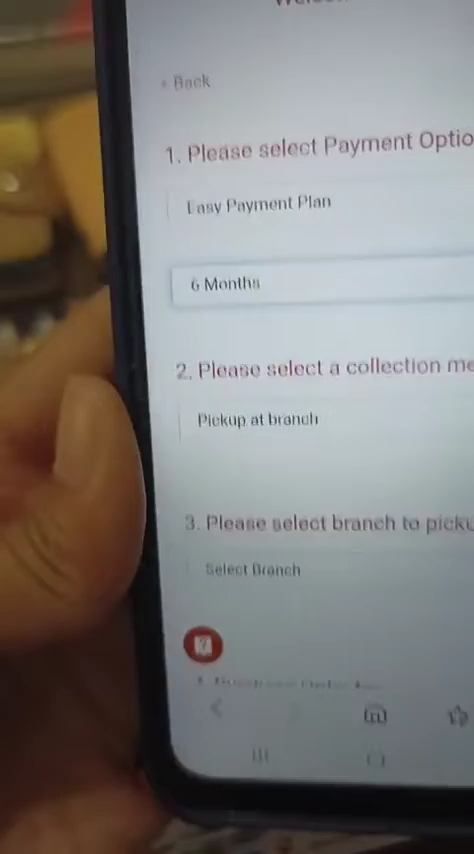 Back
1. Please select Payment Optio
Easy Payment Plan
6 Months
2. Please select a collection me
Pickup at branch
3. Please select branch to picku
Select Branch